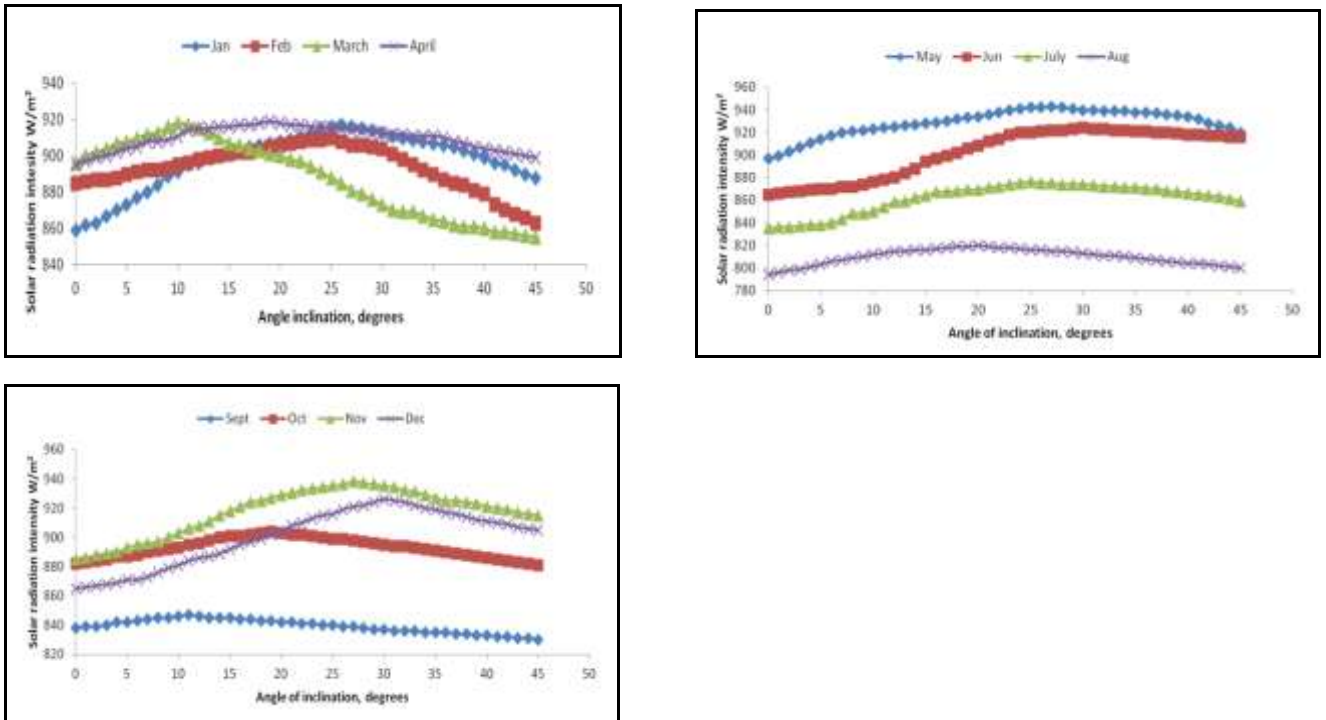 Jan Feb March April
Solar radiation intesity W/m²
940
920
900
880
860
840
0 5 10 15 20 25 30 35 40 45 50
Angle inclination, degrees
May Jun July Aug
Solar radiation intensity W/m²
960
940
920
900
880
860
840
820
800
780
0 5 10 15 20 25 30 35 40 45 50
Angle of inclination, degrees
Sept Oct Nov Dec
Solar radiation intensity W/m²
960
940
920
900
880
860
840
820
0 5 10 15 20 25 30 35 40 45 50
Angle of inclination, degrees